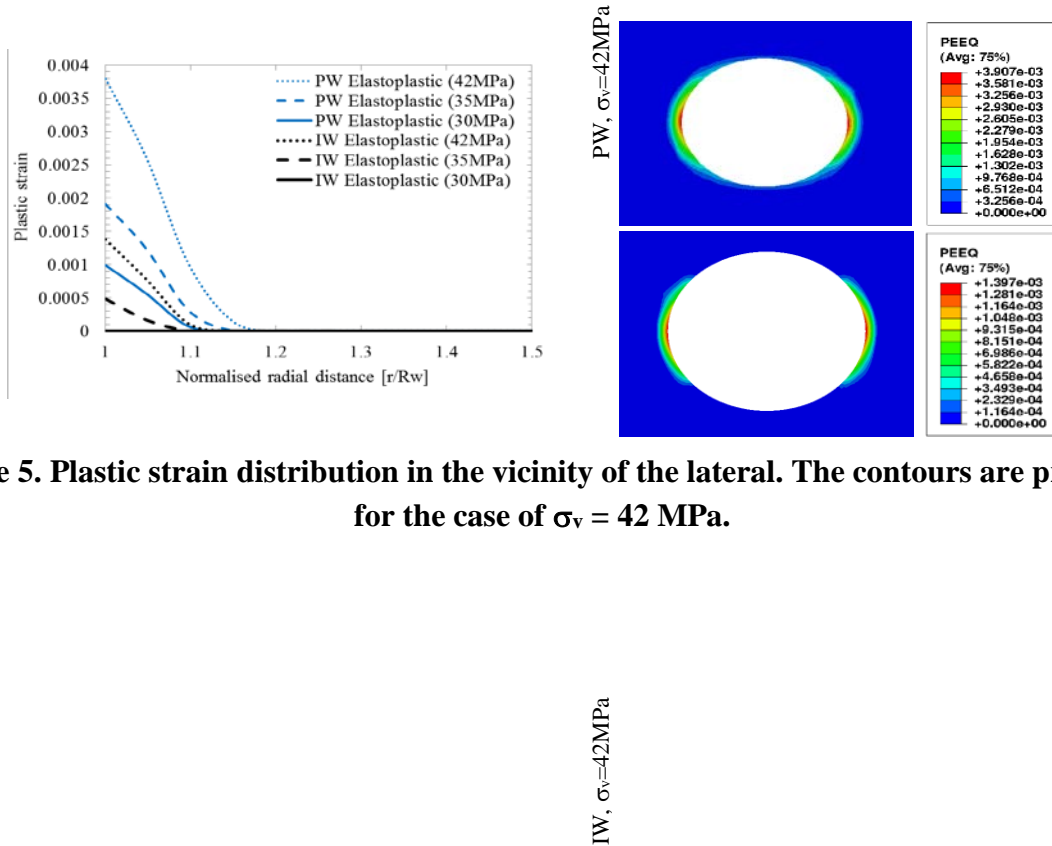 0.004
0.0035
0.003
0.0025
0.002
0.0015
0.001
0.0005
0
Plastic strain
PW Elastoplastic (42MPa)
PW Elastoplastic (35MPa)
PW Elastoplastic (30MPa)
IW Elastoplastic (42MPa)
IW Elastoplastic (35MPa)
IW Elastoplastic (30MPa)
1 1.1 1.2 1.3 1.4 1.5
Normalised radial distance [r/Rw]
PW, σv=42MPa
PEEQ
(Avg: 75%)
+3.907e-03
+3.581e-03
+3.256e-03
+2.930e-03
+2.605e-03
+2.279e-03
+1.954e-03
+1.628e-03
+1.302e-03
+9.768e-04
+6.512e-04
+3.256e-04
+0.000e+00
PEEQ
(Avg: 75%)
+1.397e-03
+1.281e-03
+1.164e-03
+1.048e-03
+9.315e-04
+8.151e-04
+6.986e-04
+5.822e-04
+4.658e-04
+3.493e-04
+2.329e-04
+1.164e-04
+0.000e+00
e 5. Plastic strain distribution in the vicinity of the lateral. The contours are p
for the case of σv = 42 MPa.
IW, σv=42MPa